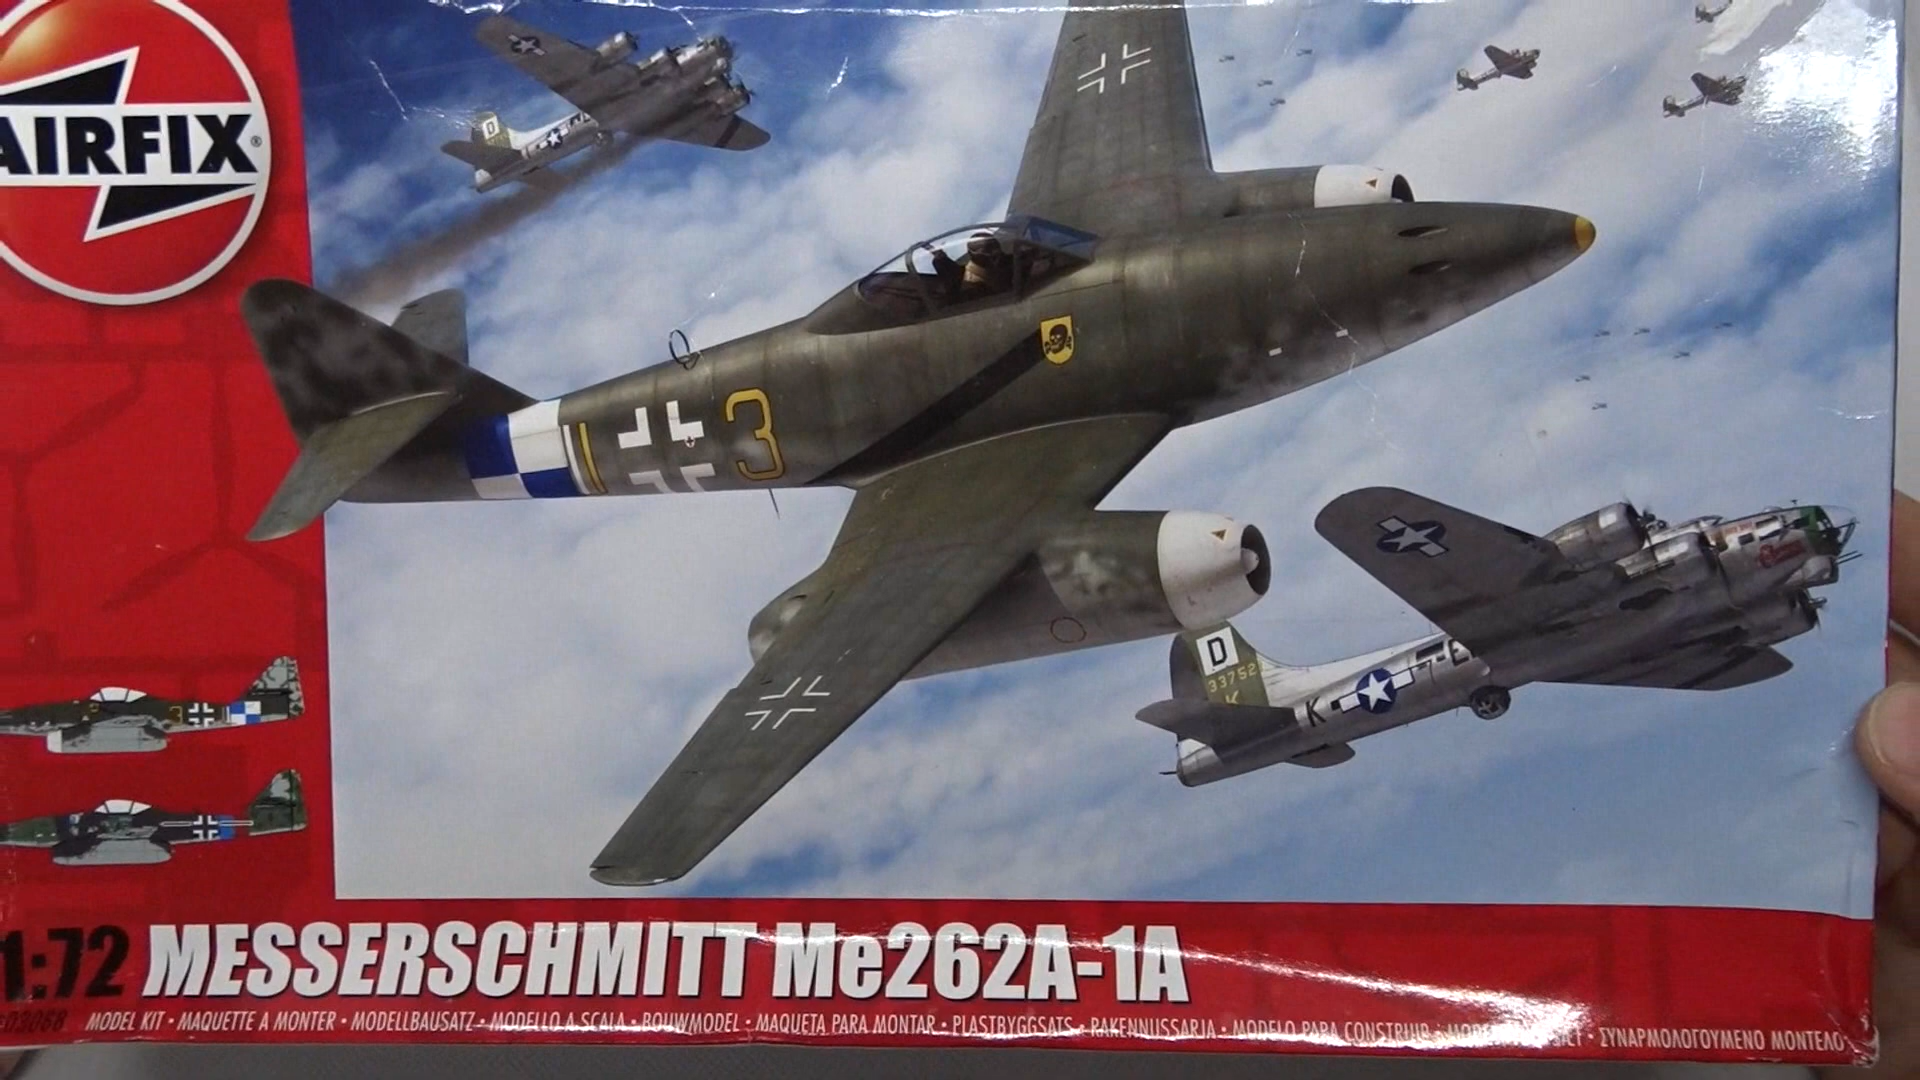 AIRFIX®
D
3
I
D
33752
K
K
E
1:72 MESSERSCHMITT Me262A-1A
MODEL KIT • MAQUETTE A MONTER • MODELLBAUSATZ • MODELLO A SCALA • BOUWMODEL • MAQUETA PARA MONTAR • PLASTBYGGSATS • RAKENNUSSARJA • MODELO PARA CONSTRUIR • ΣΥΝΑΡΜΟΛΟΓΟΥΜΕΝΟ ΜΟΝΤΕΛΟ